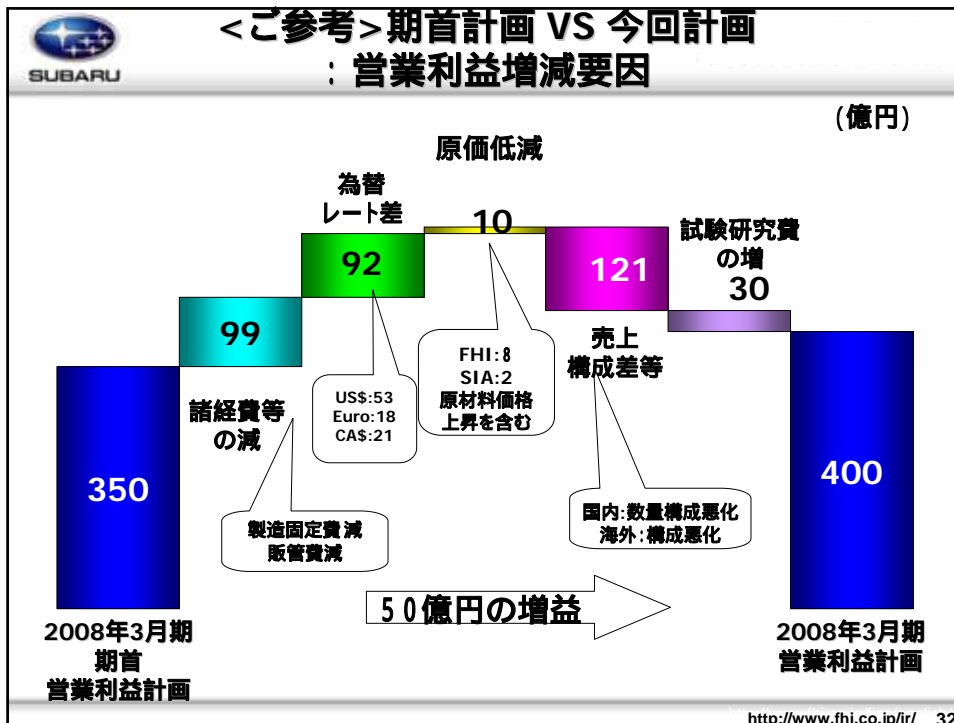 SUBARU
<ご参考>期首計画 VS 今回計画
:営業利益増減要因
(億円)
原価低減
為替
レート差
10
試験研究費
の増
30
92
121
99
売上
構成差等
FHI:8
SIA:2
原材料価格
上昇を含む
US$:53
Euro:18
CA$:21
諸経費等
の減
350
400
製造固定費減
販管費減
国内:数量構成悪化
海外:構成悪化
50億円の増益
2008年3月期
期首
営業利益計画
2008年3月期
営業利益計画
http://www.fhi.co.jp/ir/ 32